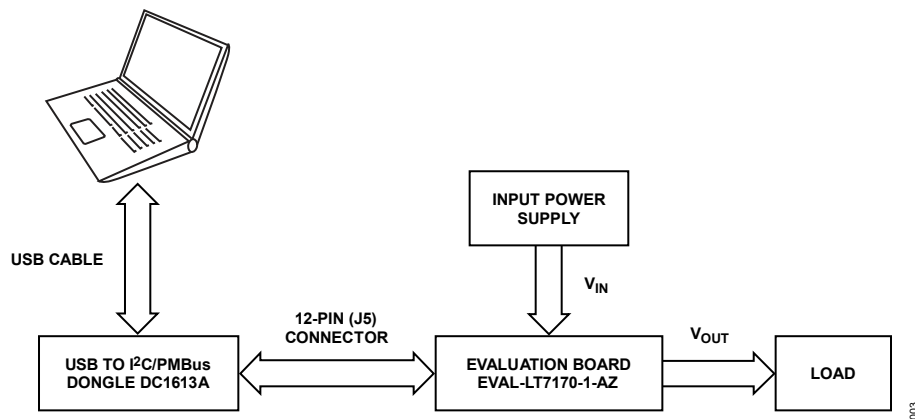 INPUT POWER
SUPPLY
USB CABLE
VIN
12-PIN (J5)
CONNECTOR
VOUT
USB TO I2C/PMBus
DONGLE DC1613A
EVALUATION BOARD
EVAL-LT7170-1-AZ
LOAD
003